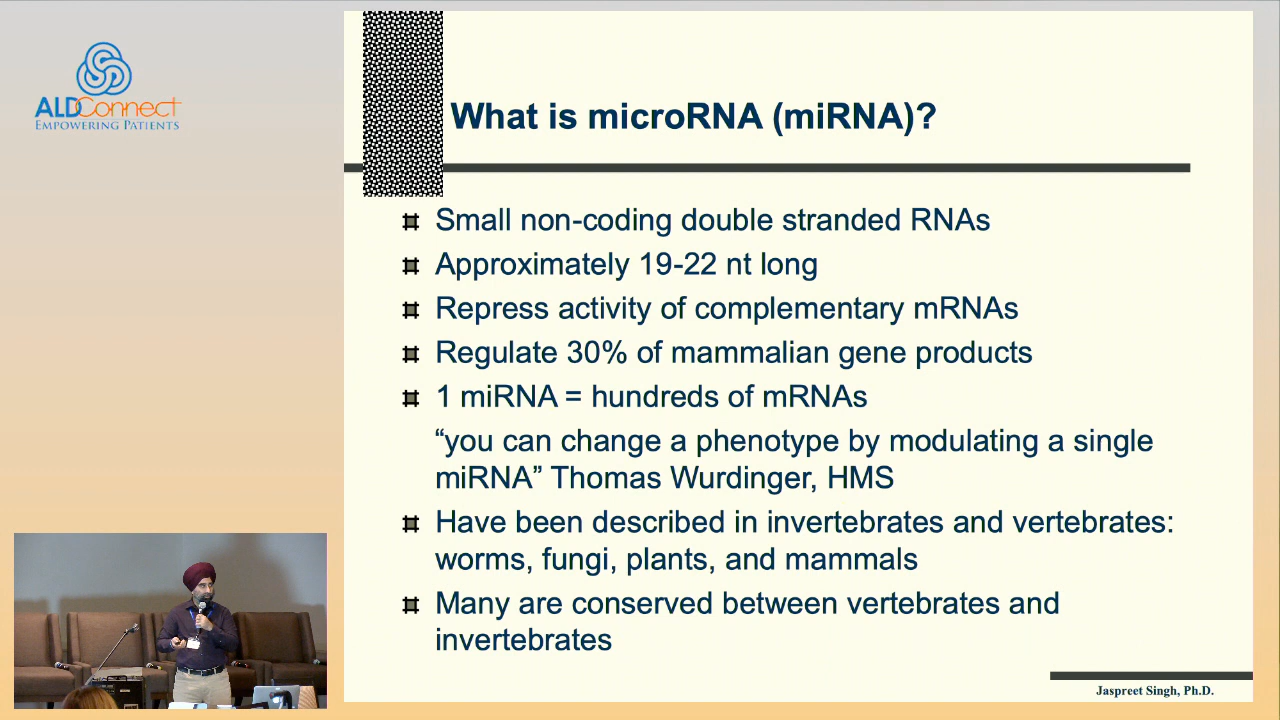 ALDConnect
EMPOWERING PATIENTS
What is microRNA (miRNA)?
Small non-coding double stranded RNAs
Approximately 19-22 nt long
Repress activity of complementary mRNAs
Regulate 30% of mammalian gene products
1 miRNA = hundreds of mRNAs
“you can change a phenotype by modulating a single
miRNA” Thomas Wurdinger, HMS
Have been described in invertebrates and vertebrates:
worms, fungi, plants, and mammals
Many are conserved between vertebrates and
invertebrates
Jaspreet Singh, Ph.D.